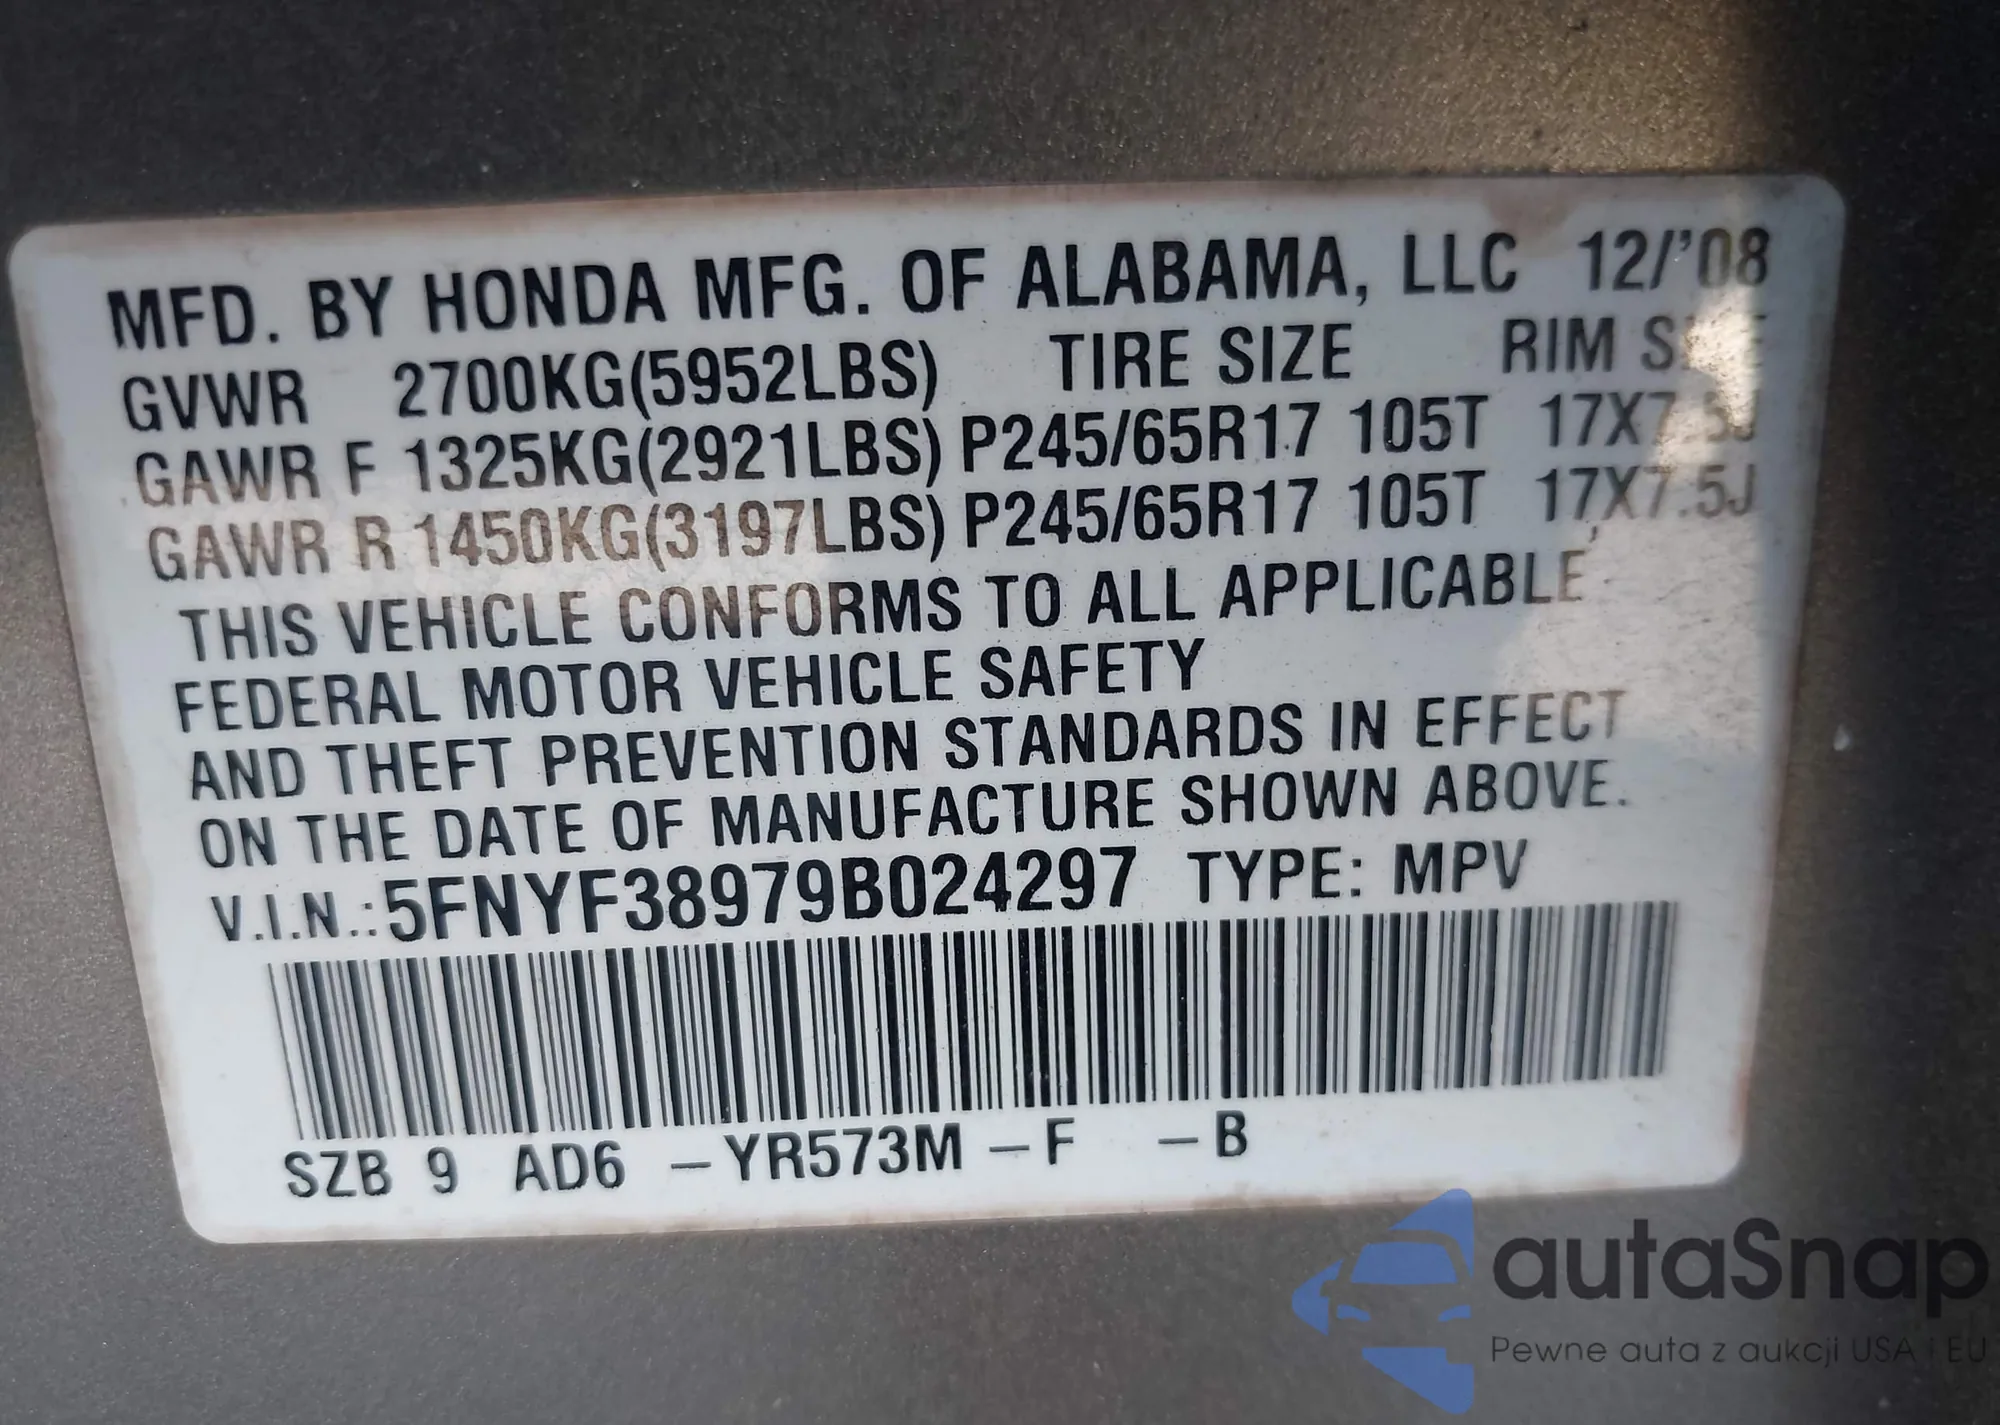 MFD. BY HONDA MFG. OF ALABAMA, LLC 12/'08
GVWR 2700KG(5952LBS) TIRE SIZE RIM SIZE
GAWR F 1325KG(2921LBS) P245/65R17 105T 17X7.5J
GAWR R 1450KG(3197LBS) P245/65R17 105T 17X7.5J
THIS VEHICLE CONFORMS TO ALL APPLICABLE
FEDERAL MOTOR VEHICLE SAFETY
AND THEFT PREVENTION STANDARDS IN EFFECT
ON THE DATE OF MANUFACTURE SHOWN ABOVE.
V.I.N.:5FNYF38979B024297 TYPE: MPV
SZB 9 AD6 –YR573M –F –B
autaSnap
Pewne auta z aukcji USA i EU